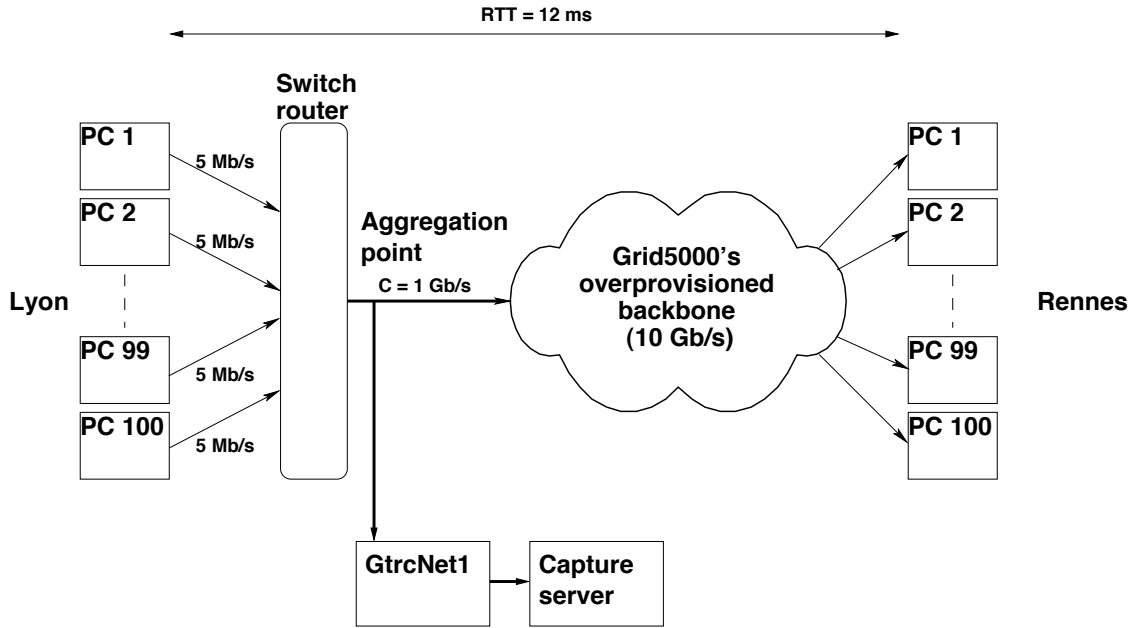 RTT = 12 ms
Switch
router
PC 1
5 Mb/s
PC 2
5 Mb/s
Lyon
PC 99
5 Mb/s
PC 100
5 Mb/s
Aggregation
point
C = 1 Gb/s
Grid5000's
overprovisioned
backbone
(10 Gb/s)
PC 1
PC 2
Rennes
PC 99
PC 100
GtrcNet1
Capture
server